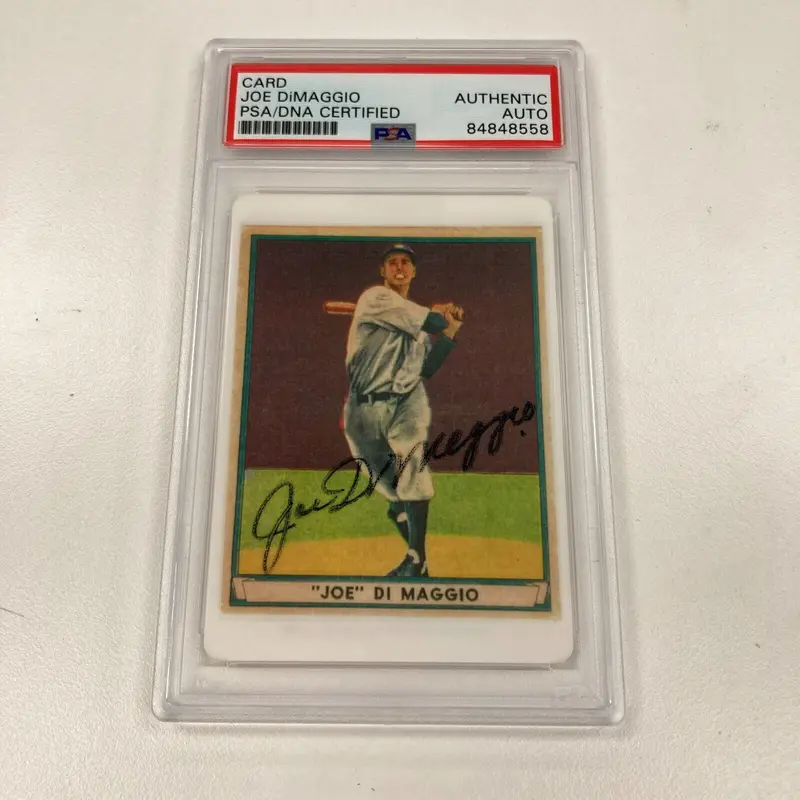 CARD
JOE DiMAGGIO
PSA/DNA CERTIFIED
AUTHENTIC
AUTO
84848558
PSA
Joe DiMaggio
"JOE" DI MAGGIO